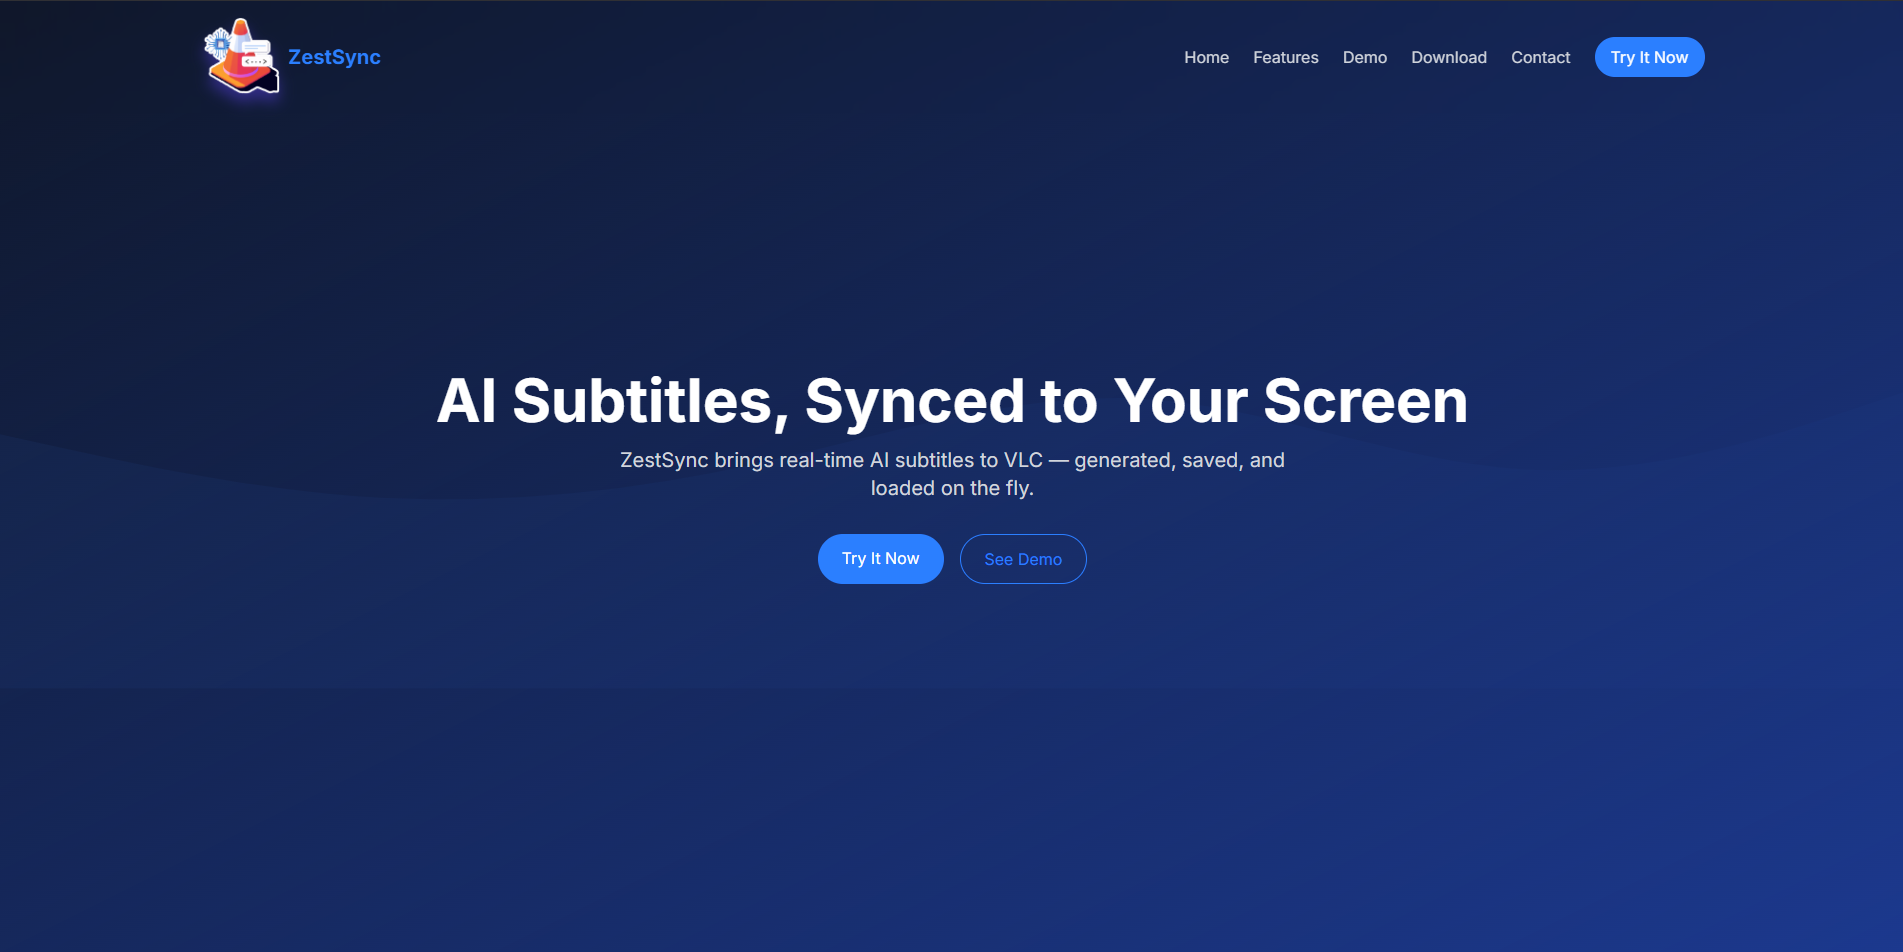 ZestSync
Home
Features
Demo
Download
Contact
Try It Now
AI Subtitles, Synced to Your Screen
ZestSync brings real-time AI subtitles to VLC — generated, saved, and
loaded on the fly.
Try It Now
See Demo